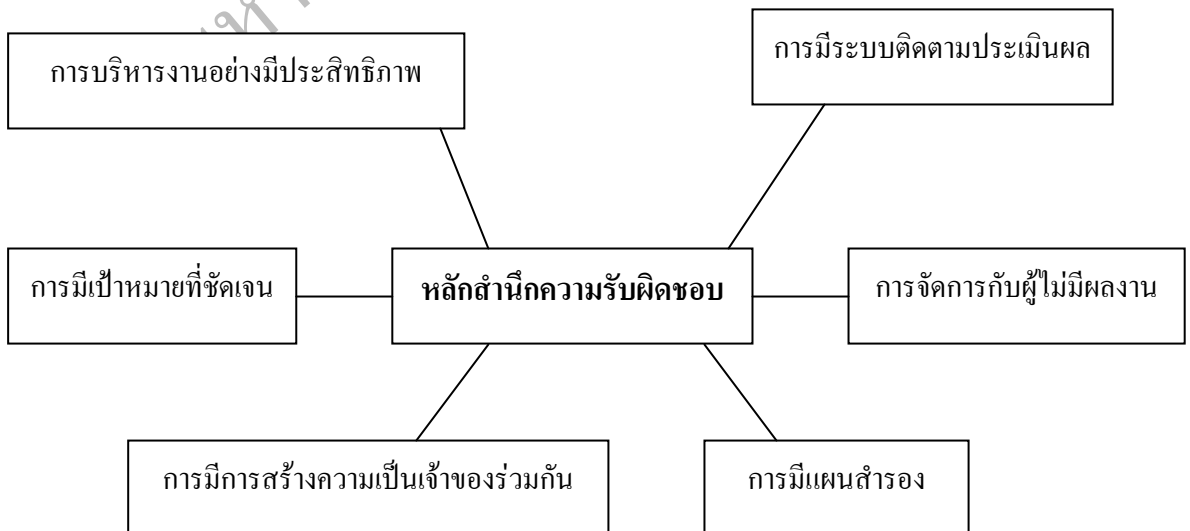 การบริหารงานอย่างมีประสิทธิภาพ
การมีระบบติดตามประเมินผล
การมีเป้าหมายที่ชัดเจน
หลักสำนึกความรับผิดชอบ
การจัดการกับผู้ไม่มีผลงาน
การมีการสร้างความเป็นเจ้าของร่วมกัน
การมีแผนสำรอง